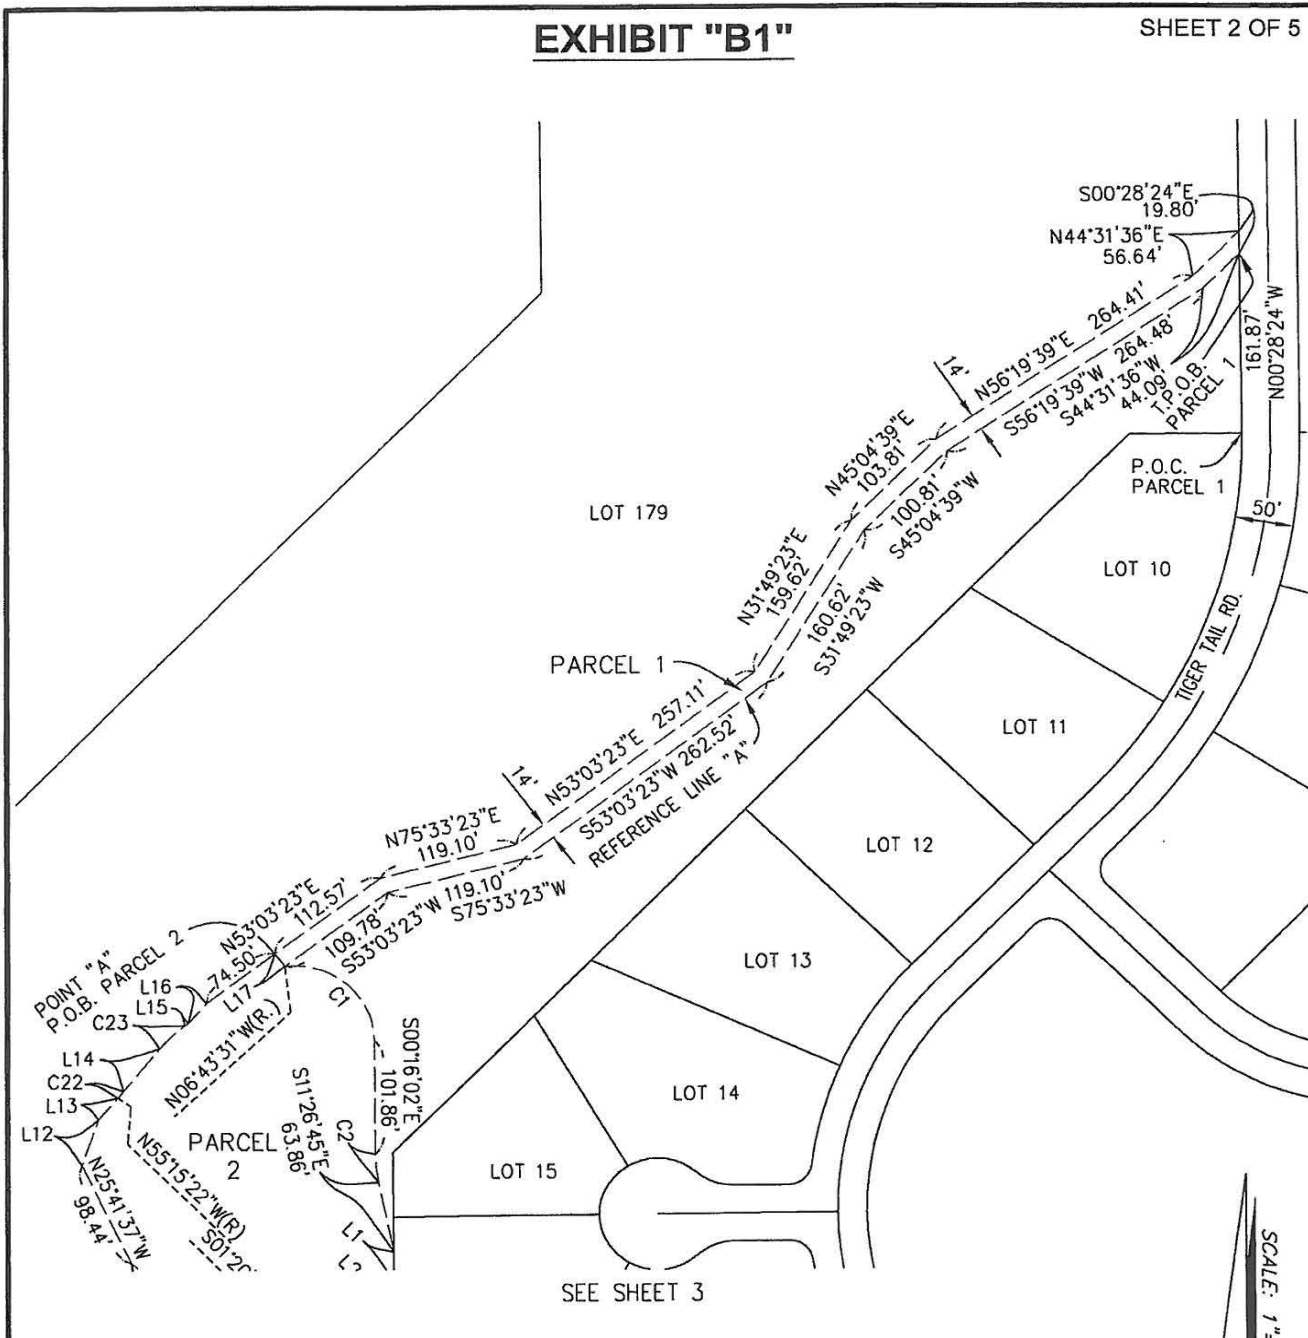 EXHIBIT "B1"
SHEET 2 OF 5
S00°28'24"E
19.80'
N44°31'36"E
56.64'
N56°19'39"E 264.41'
14'
S56°19'39"W 264.48'
S44°31'36"W
44.09'
T.P.O.B.
PARCEL 1
161.87'
N00°28'24"W
N45°04'39"E
103.81'
100.81'
S45°04'39"W
P.O.C.
PARCEL 1
50'
LOT 179
LOT 10
N31°49'23"E
159.62'
160.62'
S31°49'23"W
TIGER TAIL RD.
PARCEL 1
LOT 11
N53°03'23"E 257.11'
S53°03'23"W 262.52'
REFERENCE LINE "A"
14'
LOT 12
N75°33'23"E
119.10'
119.10'
S75°33'23"W
N53°03'23"E
112.57'
109.78'
S53°03'23"W
LOT 13
POINT "A"
P.O.B. PARCEL 2
74.50'
L17
L16
L15
C23
L14
C22
L13
L12
C1
N06°43'31"W(R.)
S00°16'02"E
101.86'
C2
S11°26'45"E
63.86'
LOT 14
PARCEL
2
N55°15'22"W(R)
N25°41'37"W
98.44'
LOT 15
L1
SEE SHEET 3
SCALE: 1"=